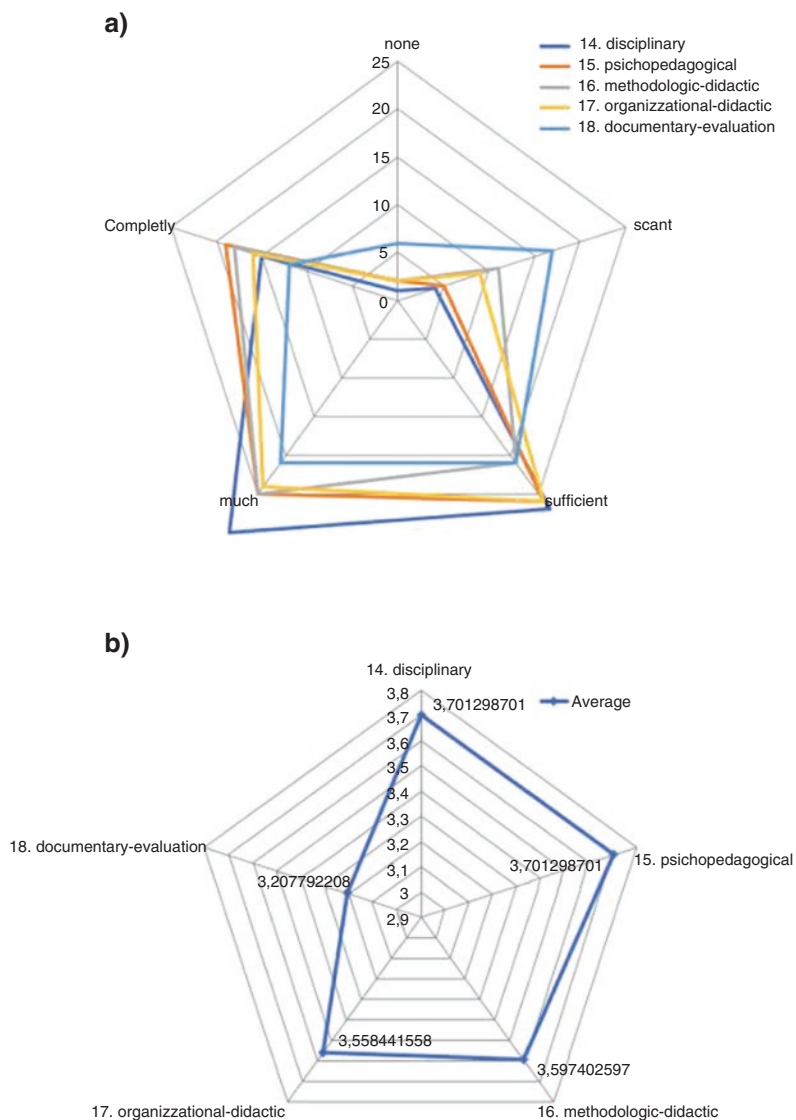 a)
none
14. disciplinary
15. psichopedagogical
16. methodologic-didactic
17. organizzational-didactic
18. documentary-evaluation
25
20
15
10
5
0
Completly
scant
much
sufficient
b)
14. disciplinary
Average
3,8
3,7
3,6
3,5
3,4
3,3
3,2
3,1
3
2,9
3,701298701
18. documentary-evaluation
3,207792208
3,701298701
15. psichopedagogical
3,558441558
3,597402597
17. organizzational-didactic
16. methodologic-didactic